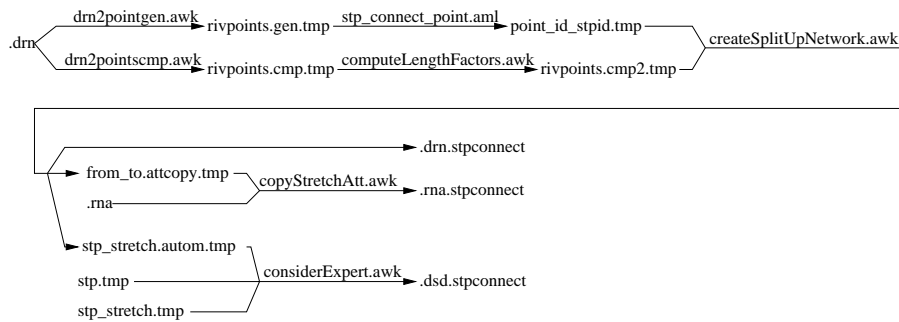 drn2pointgen.awk
stp_connect_point.aml
rivpoints.gen.tmp
point_id_stpid.tmp
.drn
createSplitUpNetwork.awk
drn2pointscmp.awk
computeLengthFactors.awk
rivpoints.cmp.tmp
rivpoints.cmp2.tmp
.drn.stpconnect
from_to.attcopy.tmp
copyStretchAtt.awk
.rna.stpconnect
.rna
stp_stretch.autom.tmp
considerExpert.awk
stp.tmp
.dsd.stpconnect
stp_stretch.tmp